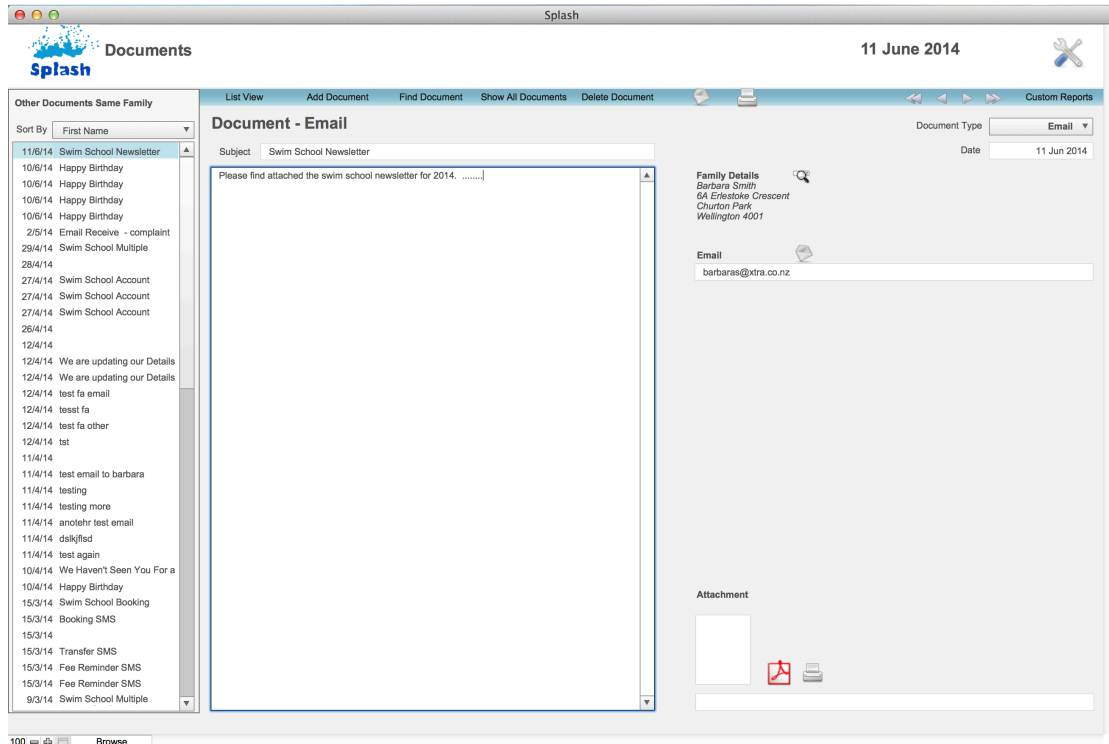 Splash
Documents
Splash
11 June 2014
Other Documents Same Family
Sort By First Name
11/6/14 Swim School Newsletter
10/6/14 Happy Birthday
10/6/14 Happy Birthday
10/6/14 Happy Birthday
10/6/14 Happy Birthday
2/5/14 Email Receive - complaint
29/4/14 Swim School Multiple
28/4/14
27/4/14 Swim School Account
27/4/14 Swim School Account
27/4/14 Swim School Account
26/4/14
12/4/14
12/4/14 We are updating our Details
12/4/14 We are updating our Details
12/4/14 test fa email
12/4/14 tesst fa
12/4/14 test fa other
12/4/14 tst
11/4/14
11/4/14 test email to barbara
11/4/14 testing
11/4/14 testing more
11/4/14 anotehr test email
11/4/14 dslkjflsd
11/4/14 test again
10/4/14 We Haven't Seen You For a
10/4/14 Happy Birthday
15/3/14 Swim School Booking
15/3/14 Booking SMS
15/3/14
15/3/14 Transfer SMS
15/3/14 Fee Reminder SMS
15/3/14 Fee Reminder SMS
9/3/14 Swim School Multiple
List View Add Document Find Document Show All Documents Delete Document Custom Reports
Document - Email
Document Type Email
Subject Swim School Newsletter
Date 11 Jun 2014
Please find attached the swim school newsletter for 2014. ........
Family Details
Barbara Smith
6A Erlestoke Crescent
Churton Park
Wellington 4001
Email
barbaras@xtra.co.nz
Attachment
100 Browse